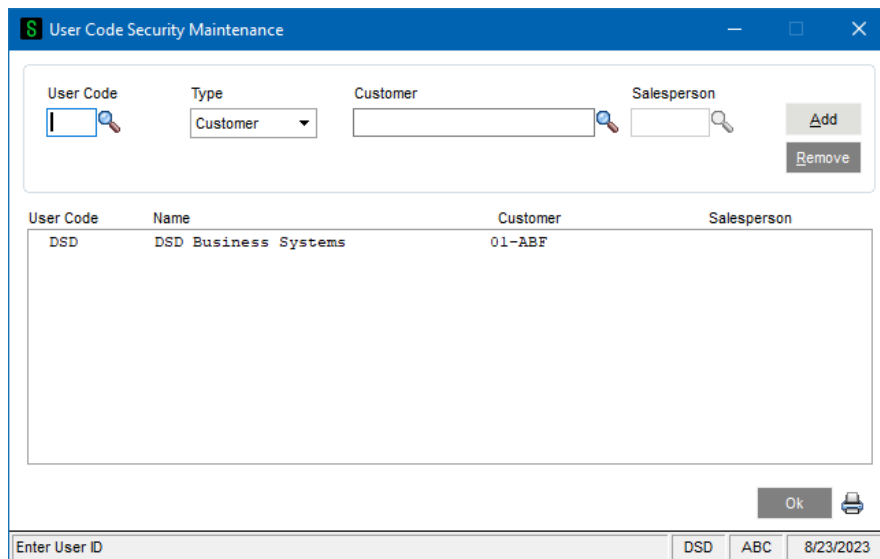 S User Code Security Maintenance
User Code Type Customer Salesperson
Customer
Add
Remove
User Code Name Customer Salesperson
DSD DSD Business Systems 01-ABF
Ok
Enter User ID DSD ABC 8/23/2023